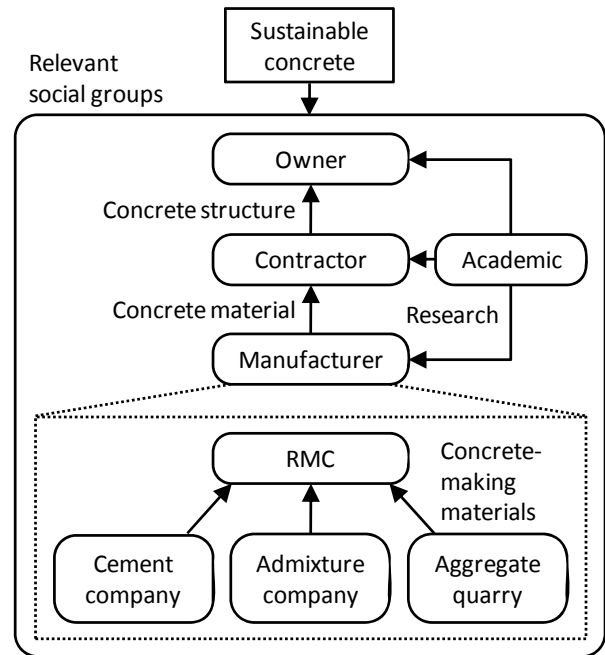 Sustainable
concrete
Relevant
social groups
Owner
Concrete structure
Contractor
Academic
Concrete material
Research
Manufacturer
RMC
Concrete-
making
materials
Cement
company
Admixture
company
Aggregate
quarry